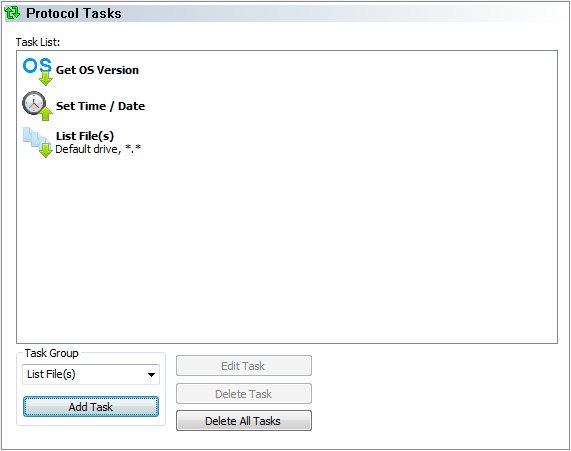 Protocol Tasks
Task List:
OS
Get OS Version
Set Time / Date
List File(s)
Default drive, *.*
Task Group
List File(s)
Add Task
Edit Task
Delete Task
Delete All Tasks